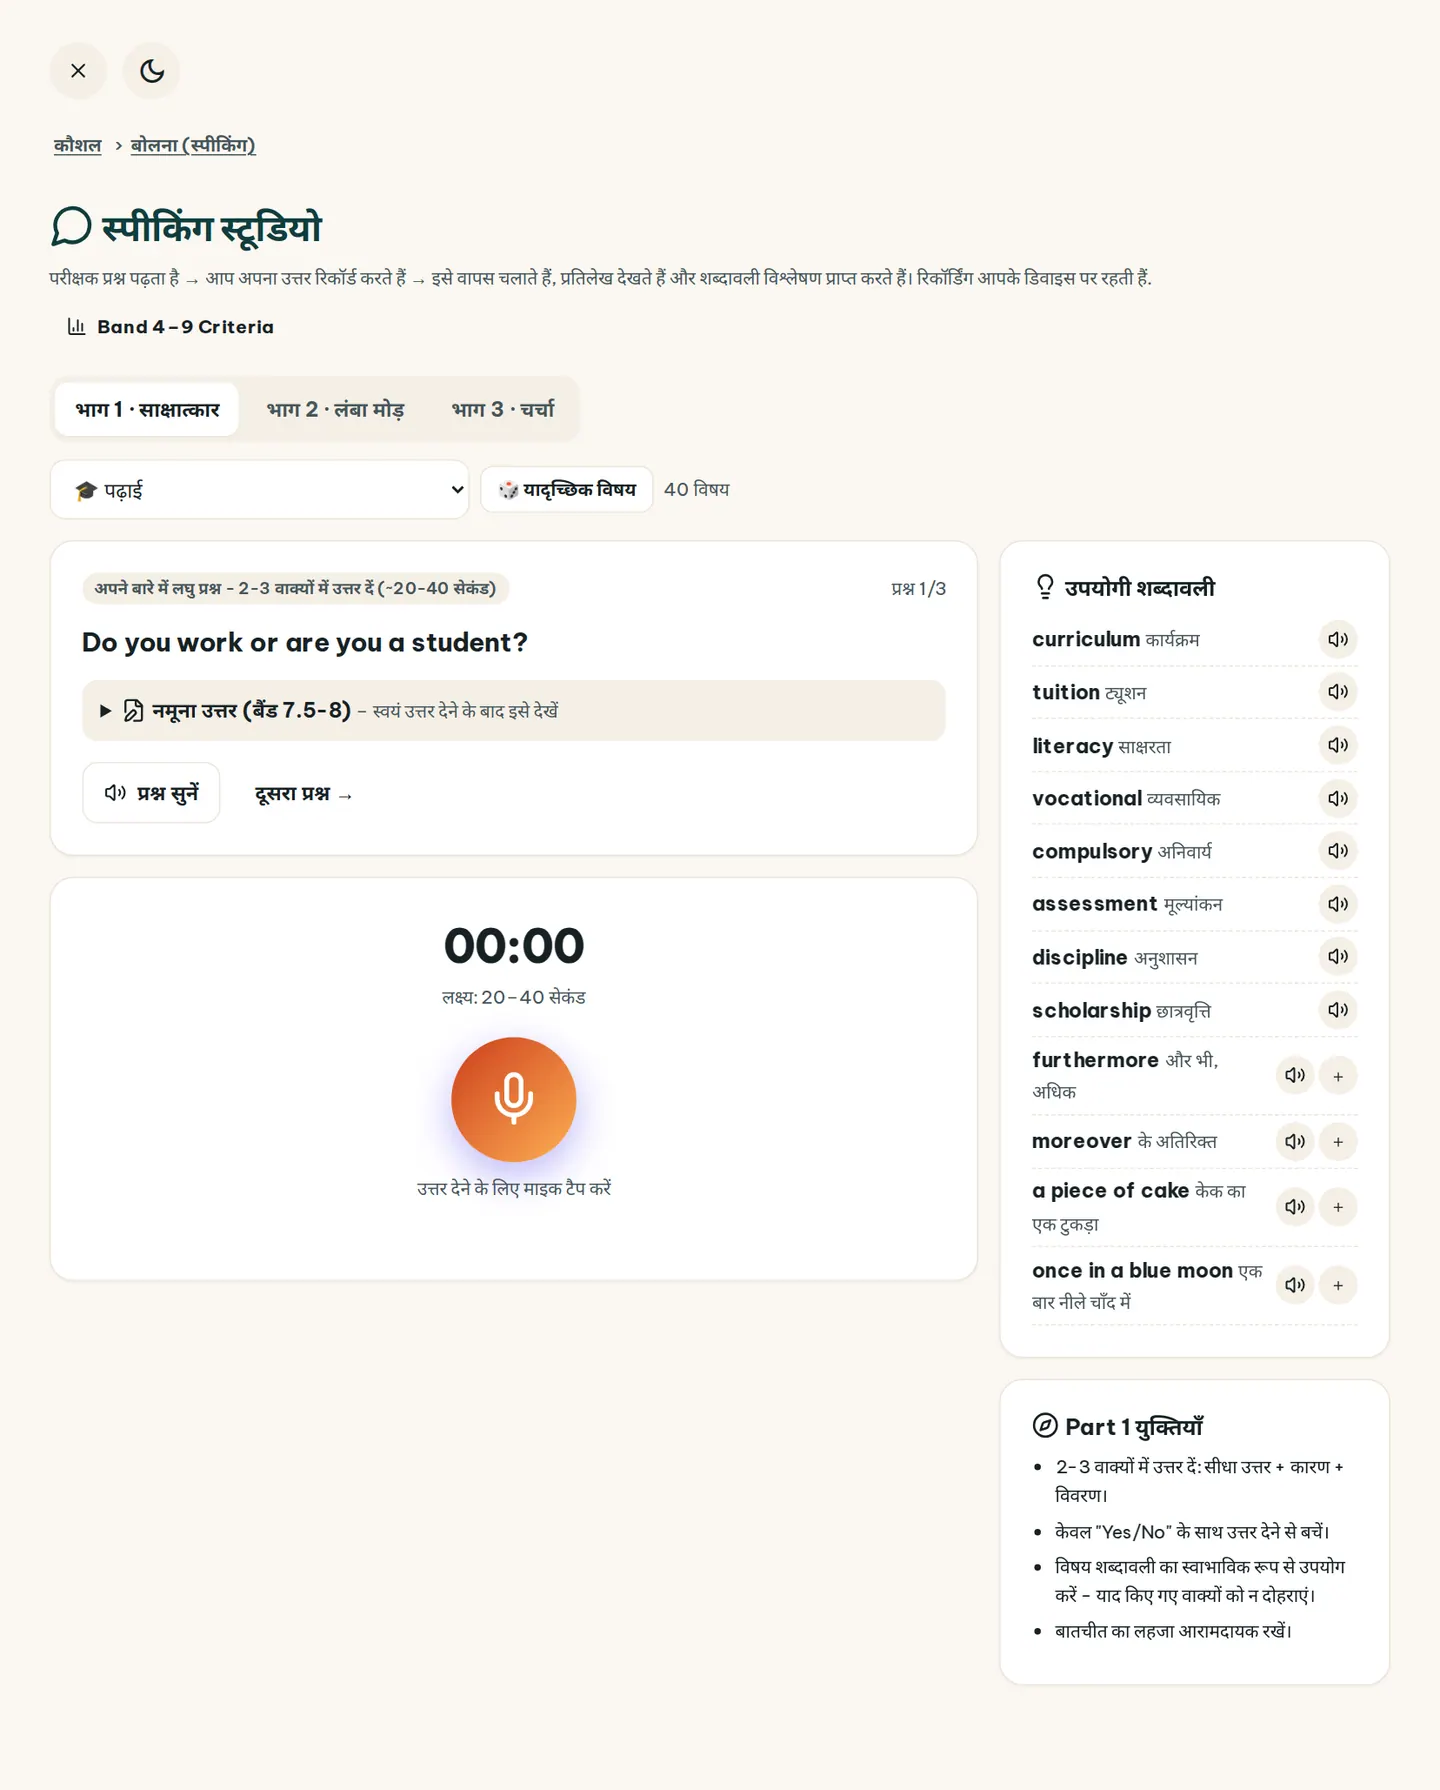 कौशल › बोलना (स्पीकिंग)
स्पीकिंग स्टूडियो
परीक्षक प्रश्न पढ़ता है → आप अपना उत्तर रिकॉर्ड करते हैं → इसे वापस चलाते हैं, प्रतिलेख देखते हैं और शब्दावली विश्लेषण प्राप्त करते हैं। रिकॉर्डिंग आपके डिवाइस पर रहती हैं.
Band 4–9 Criteria
भाग 1 · साक्षात्कार भाग 2 · लंबा मोड़ भाग 3 · चर्चा
🎓 पढ़ाई 🎲 यादृच्छिक विषय 40 विषय
अपने बारे में लघु प्रश्न - 2-3 वाक्यों में उत्तर दें (~20-40 सेकंड) प्रश्न 1/3
Do you work or are you a student?
▶ नमूना उत्तर (बैंड 7.5-8) – स्वयं उत्तर देने के बाद इसे देखें
प्रश्न सुनें दूसरा प्रश्न →
00:00
लक्ष्य: 20–40 सेकंड
उत्तर देने के लिए माइक टैप करें
उपयोगी शब्दावली
curriculum कार्यक्रम
tuition ट्यूशन
literacy साक्षरता
vocational व्यवसायिक
compulsory अनिवार्य
assessment मूल्यांकन
discipline अनुशासन
scholarship छात्रवृत्ति
furthermore और भी,
अधिक
moreover के अतिरिक्त
a piece of cake केक का
एक टुकड़ा
once in a blue moon एक
बार नीले चाँद में
Part 1 युक्तियाँ
• 2-3 वाक्यों में उत्तर दें: सीधा उत्तर + कारण +
विवरण।
• केवल "Yes/No" के साथ उत्तर देने से बचें।
• विषय शब्दावली का स्वाभाविक रूप से उपयोग
करें - याद किए गए वाक्यों को न दोहराएं।
• बातचीत का लहजा आरामदायक रखें।